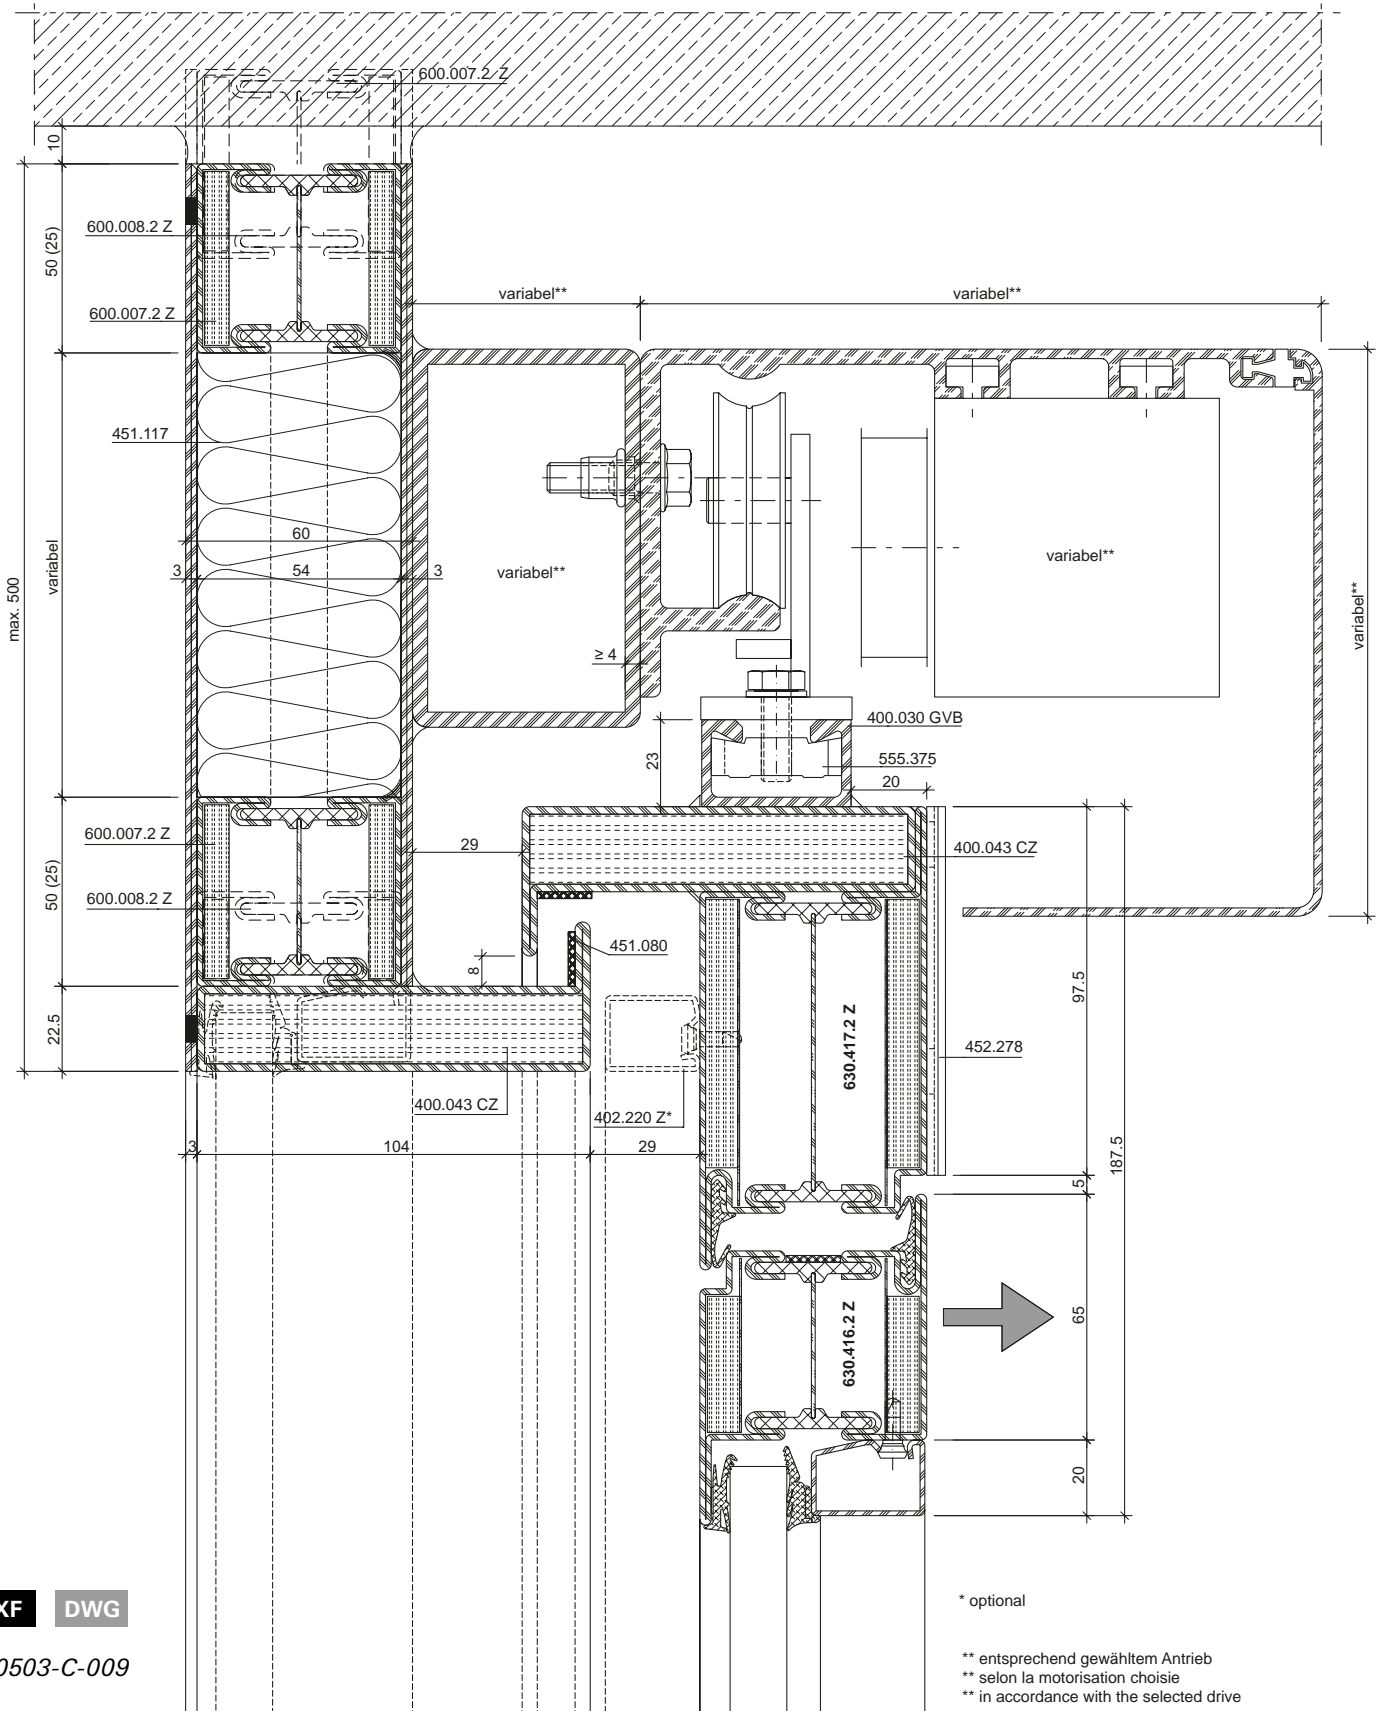 600.007.2 Z
10
600.008.2 Z
50 (25)
600.007.2 Z
variabel**
variabel**
451.117
60
3
54
3
variabel**
variabel**
variabel
max. 500
variabel**
≥ 4
400.030 GVB
23
555.375
20
600.007.2 Z
29
400.043 CZ
50 (25)
600.008.2 Z
451.080
8
97.5
630.417.2 Z
22.5
452.278
400.043 CZ
402.220 Z*
3
104
29
187.5
5
630.416.2 Z
65
20
XF
DWG
* optional
0503-C-009
** entsprechend gewähltem Antrieb
** selon la motorisation choisie
** in accordance with the selected drive